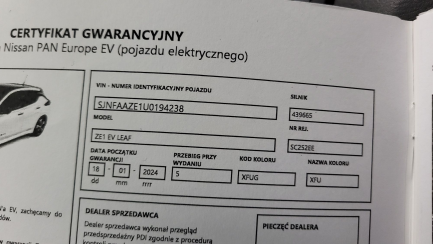 CERTYFIKAT GWARANCYJNY
Nissan PAN Europe EV (pojazdu elektrycznego)
VIN - NUMER IDENTYFIKACYJNY POJAZDU
SILNIK
SJNFAAZE1U0194238
439665
MODEL
NR REJ.
ZE1 EV LEAF
SC252EE
DATA POCZĄTKU GWARANCJI
PRZEBIEG PRZY WYDANIU
KOD KOLORU
NAZWA KOLORU
18 - 01 - 2024
5
XFUG
XFU
dd mm rrrr
EV, zachęcamy do
DEALER SPRZEDAWCA
PIECZĘĆ DEALERA
Dealer sprzedawca wykonał przegląd
przedsprzedażny PDI zgodnie z procedurą